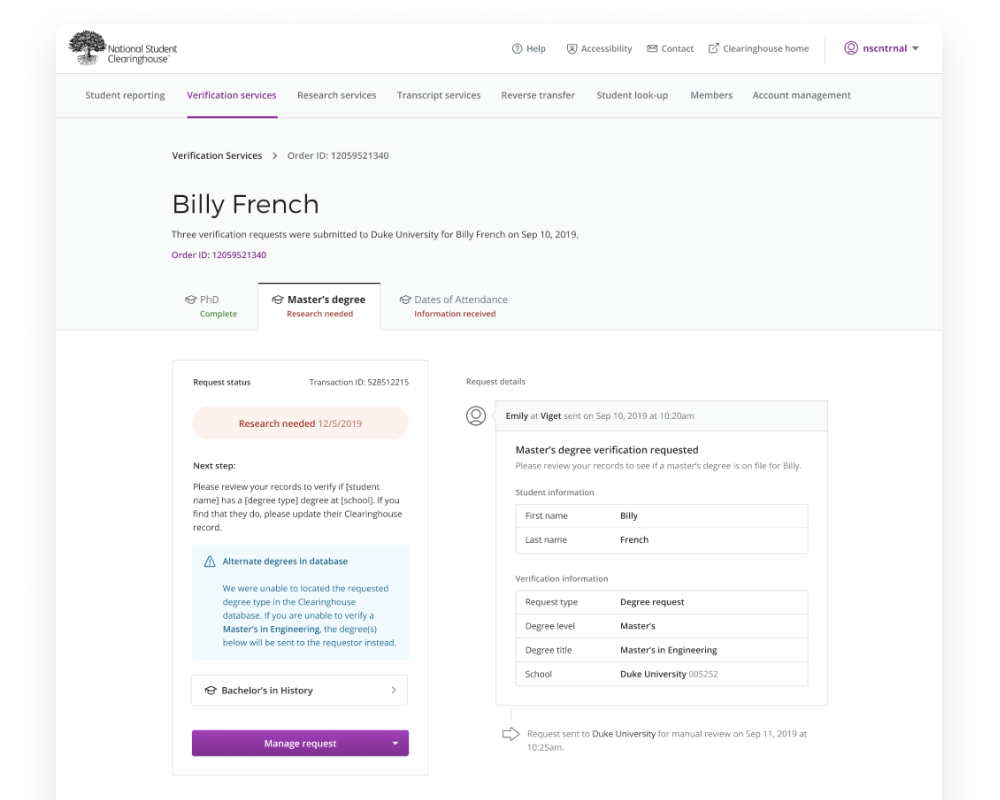 National Student
Clearinghouse
Help Accessibility Contact Clearinghouse home nscntrnal
Student reporting Verification services Research services Transcript services Reverse transfer Student look-up Members Account management
Verification Services > Order ID: 12059521340
Billy French
Three verification requests were submitted to Duke University for Billy French on Sep 10, 2019.
Order ID: 12059521340
PhD
Complete
Master's degree
Research needed
Dates of Attendance
Information received
Request status Transaction ID: 528512215
Research needed 12/5/2019
Next step:
Please review your records to verify if [student
name] has a [degree type] degree at [school]. If you
find that they do, please update their Clearinghouse
record.
Alternate degrees in database
We were unable to located the requested
degree type in the Clearinghouse
database. If you are unable to verify a
Master's in Engineering, the degree(s)
below will be sent to the requestor instead.
Bachelor's in History
Manage request
Request details
Emily at Viget sent on Sep 10, 2019 at 10:20am
Master's degree verification requested
Please review your records to see if a master's degree is on file for Billy.
Student information
First name Billy
Last name French
Verification information
Request type Degree request
Degree level Master's
Degree title Master's in Engineering
School Duke University 005252
Request sent to Duke University for manual review on Sep 11, 2019 at
10:25am.